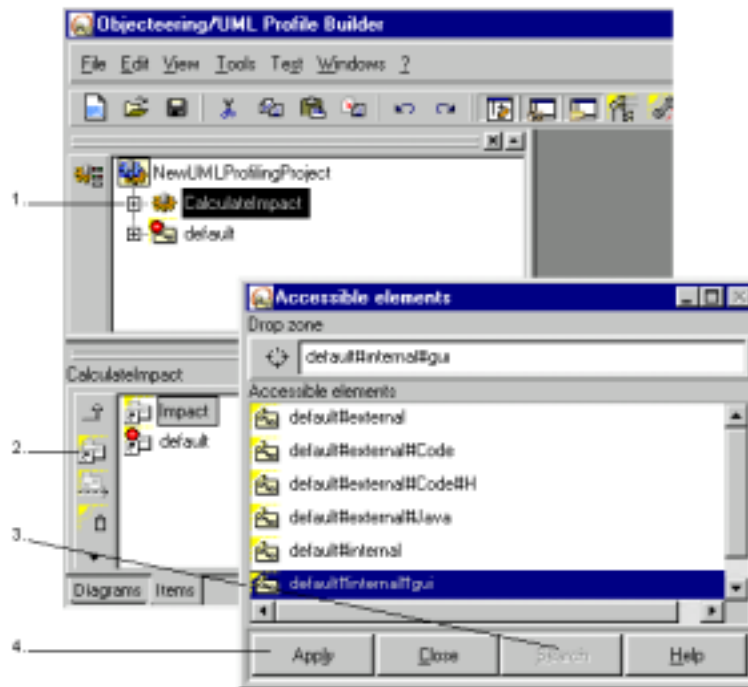 Objecteering/UML Profile Builder
File Edit View Tools Test Windows ?
NewUMLProfilingProject
1.
CalculateImpact
default
Accessible elements
Drop zone
default#internal#gui
CalculateImpact
Accessible elements
Impact
default#external
default
2.
default#external#Code
default#external#Code#H
default#external#Java
3.
default#internal
default#internal#gui
Diagrams Items
4.
Apply Close Search Help